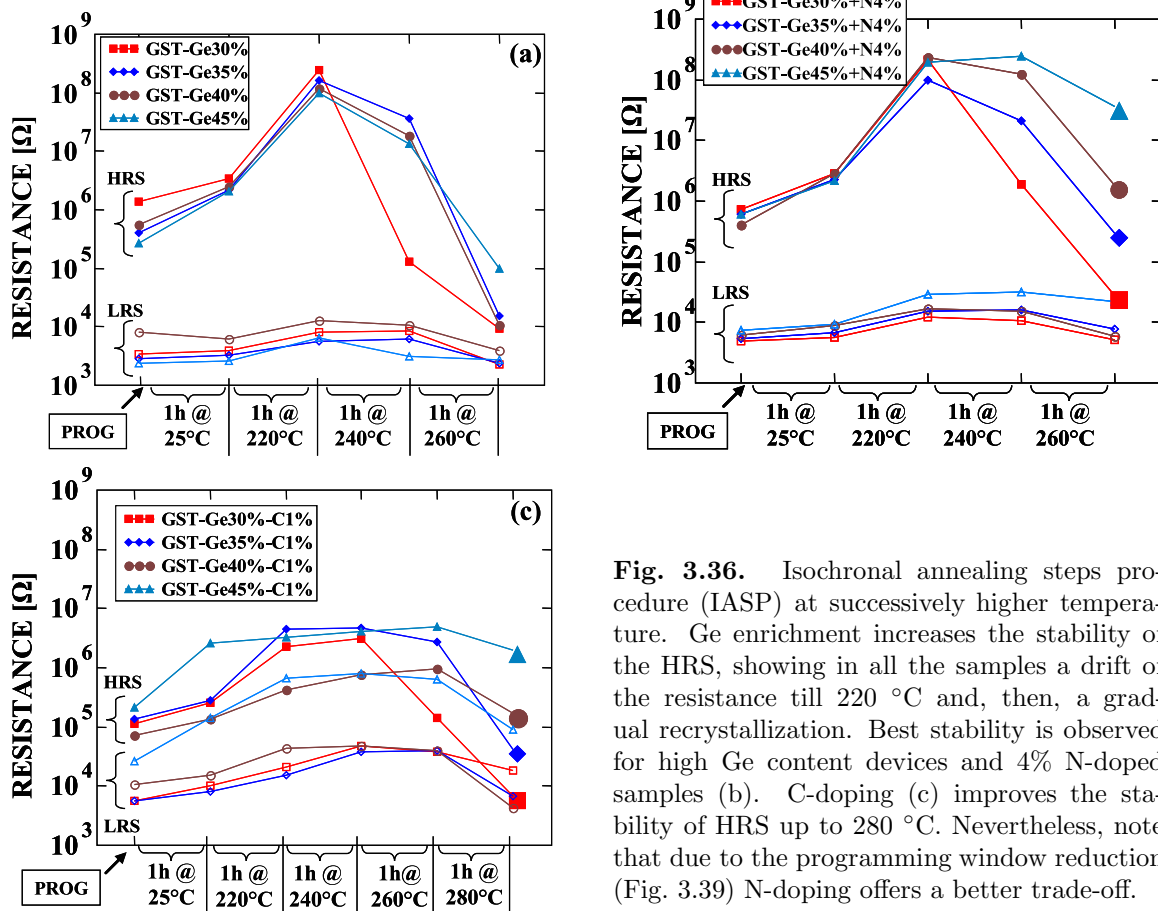 10⁹
10⁸
10⁷
10⁶
10⁵
10⁴
10³
RESISTANCE [Ω]
GST-Ge30%
GST-Ge35%
GST-Ge40%
GST-Ge45%
(a)
HRS
LRS
PROG
1h @ 25°C
1h @ 220°C
1h @ 240°C
1h @ 260°C
10⁹
10⁸
10⁷
10⁶
10⁵
10⁴
10³
RESISTANCE [Ω]
GST-Ge30%+N4%
GST-Ge35%+N4%
GST-Ge40%+N4%
GST-Ge45%+N4%
HRS
LRS
PROG
1h @ 25°C
1h @ 220°C
1h @ 240°C
1h @ 260°C
10⁹
10⁸
10⁷
10⁶
10⁵
10⁴
10³
RESISTANCE [Ω]
GST-Ge30%-C1%
GST-Ge35%-C1%
GST-Ge40%-C1%
GST-Ge45%-C1%
(c)
HRS
LRS
PROG
1h @ 25°C
1h @ 220°C
1h @ 240°C
1h @ 260°C
1h @ 280°C
Fig. 3.36. Isochronal annealing steps pro-
cedure (IASP) at successively higher tempera-
ture. Ge enrichment increases the stability of
the HRS, showing in all the samples a drift of
the resistance till 220 °C and, then, a grad-
ual recrystallization. Best stability is observed
for high Ge content devices and 4% N-doped
samples (b). C-doping (c) improves the sta-
bility of HRS up to 280 °C. Nevertheless, note
that due to the programming window reduction
(Fig. 3.39) N-doping offers a better trade-off.